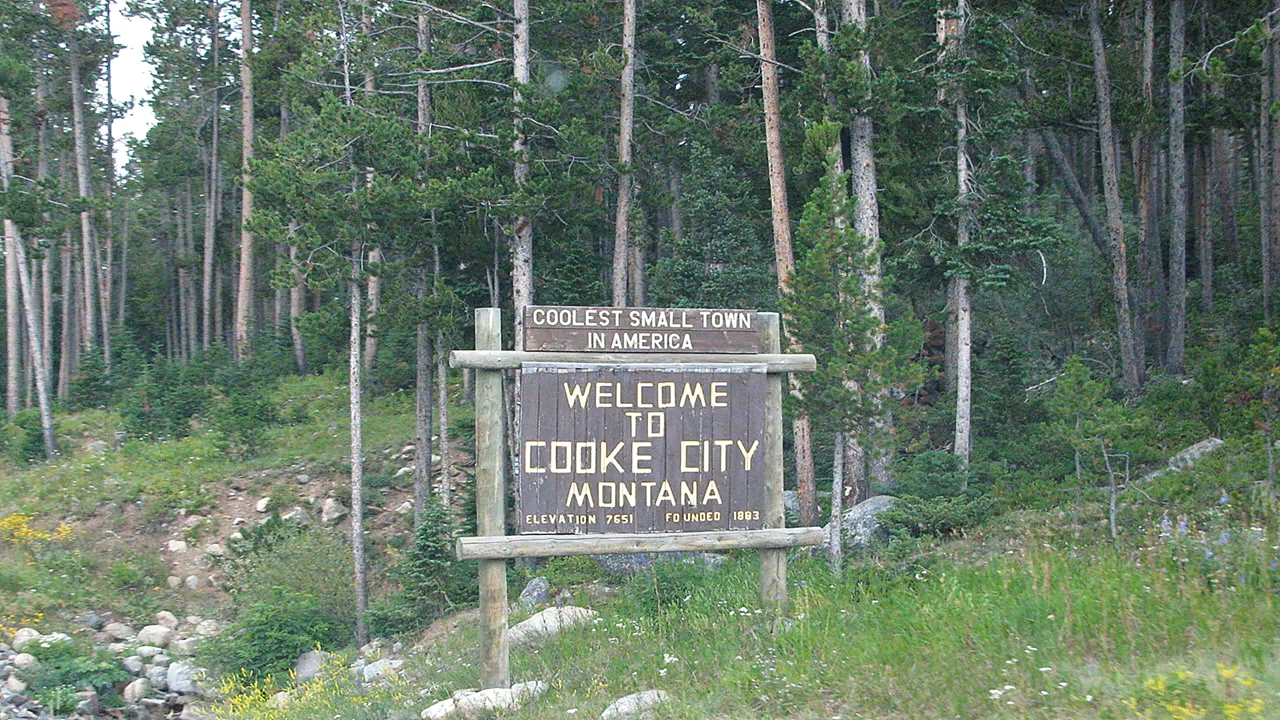 COOLEST SMALL TOWN
IN AMERICA
WELCOME
TO
COOKE CITY
MONTANA
ELEVATION 7651 FOUNDED 1883